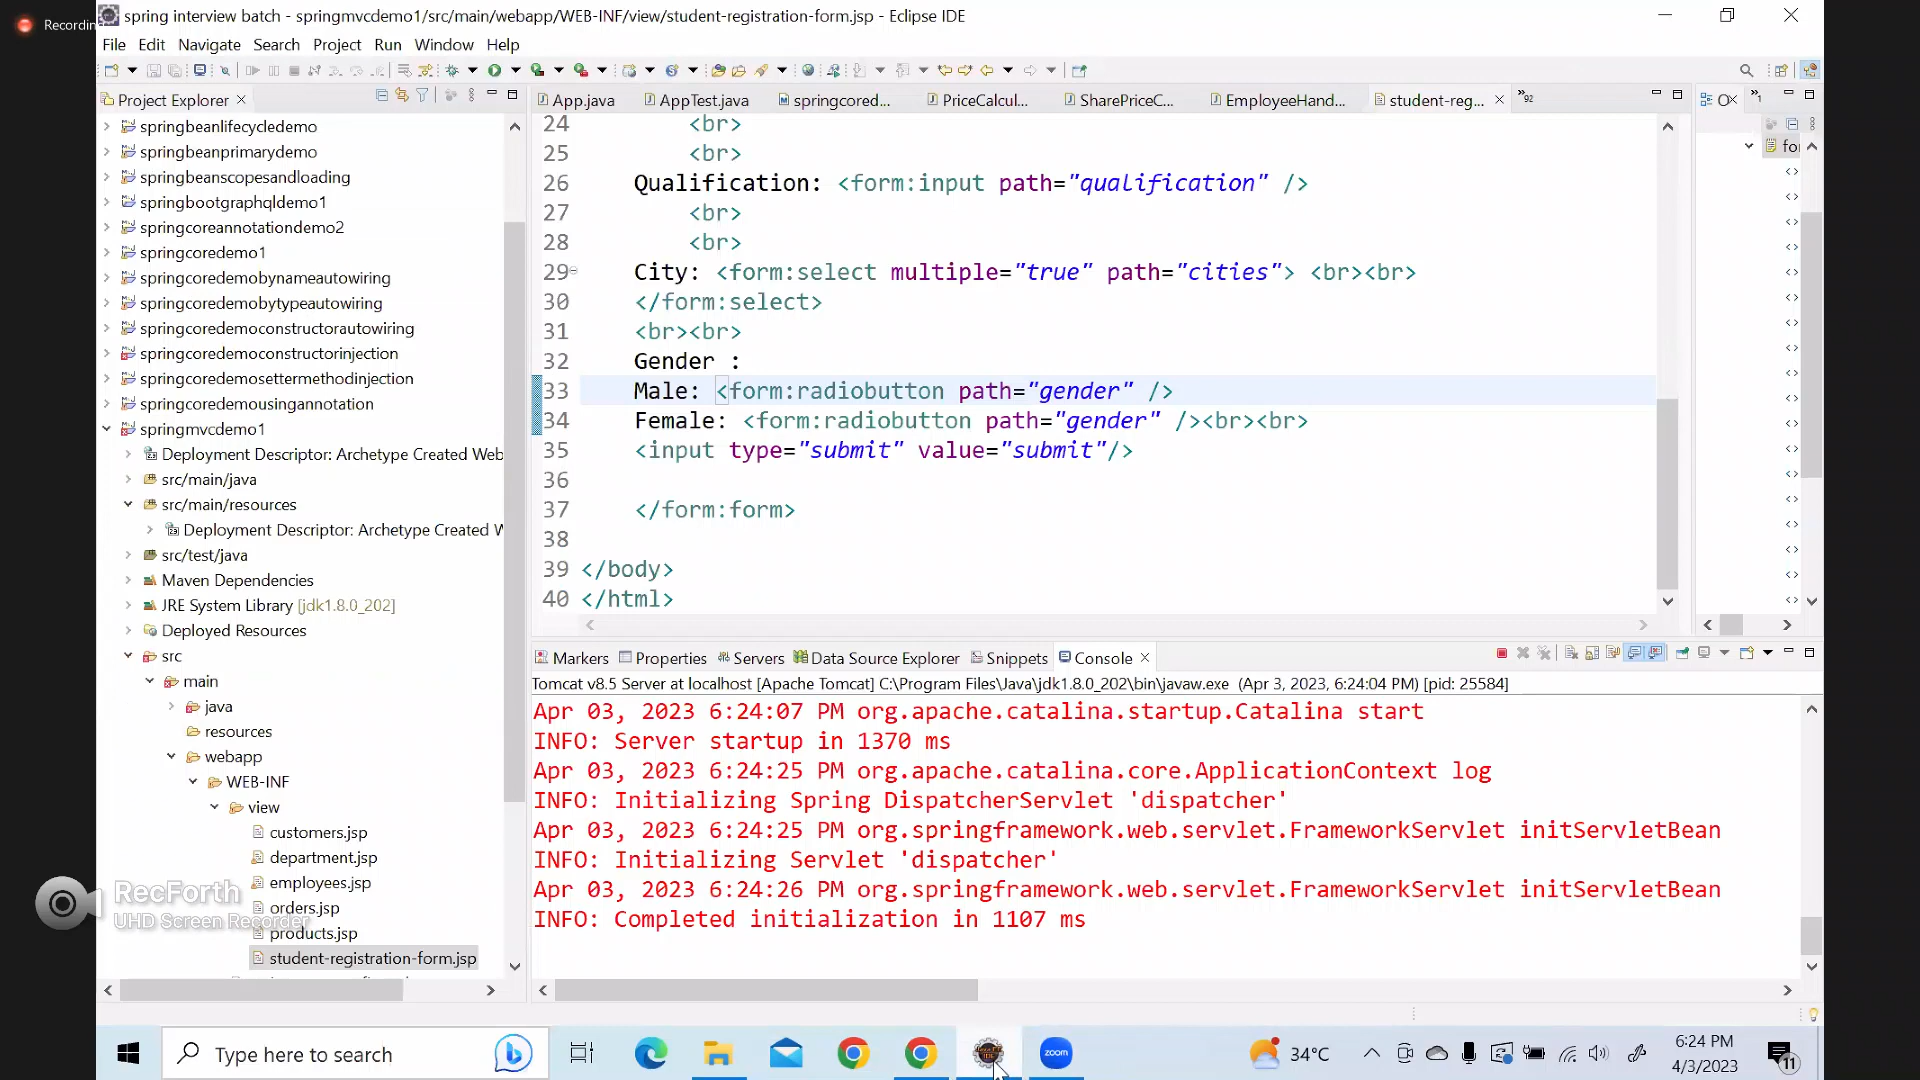 Recording
spring interview batch - springmvcdemo1/src/main/webapp/WEB-INF/view/student-registration-form.jsp - Eclipse IDE
File Edit Navigate Search Project Run Window Help
Project Explorer
springbeanlifecycledemo
springbeanprimarydemo
springbeanscopesandloading
springbootgraphqldemo1
springcoreannotationdemo2
springcoredemo1
springcoredemobynameautowiring
springcoredemobytypeautowiring
springcoredemoconstructorautowiring
springcoredemoconstructorinjection
springcoredemosettermethodinjection
springcoredemousingannotation
springmvcdemo1
Deployment Descriptor: Archetype Created Web
src/main/java
src/main/resources
Deployment Descriptor: Archetype Created W
src/test/java
Maven Dependencies
JRE System Library [jdk1.8.0_202]
Deployed Resources
src
main
java
resources
webapp
WEB-INF
view
customers.jsp
department.jsp
employees.jsp
orders.jsp
products.jsp
student-registration-form.jsp
RecForth
UHD Screen Recorder
App.java AppTest.java springcored... PriceCalcul... SharePriceC... EmployeeHand... student-reg... 92
24 <br>
25 <br>
26 Qualification: <form:input path="qualification" />
27 <br>
28 <br>
29 City: <form:select multiple="true" path="cities"> <br><br>
30 </form:select>
31 <br><br>
32 Gender :
33 Male: <form:radiobutton path="gender" />
34 Female: <form:radiobutton path="gender" /><br><br>
35 <input type="submit" value="submit"/>
36
37 </form:form>
38
39 </body>
40 </html>
Markers Properties Servers Data Source Explorer Snippets Console
Tomcat v8.5 Server at localhost [Apache Tomcat] C:\Program Files\Java\jdk1.8.0_202\bin\javaw.exe (Apr 3, 2023, 6:24:04 PM) [pid: 25584]
Apr 03, 2023 6:24:07 PM org.apache.catalina.startup.Catalina start
INFO: Server startup in 1370 ms
Apr 03, 2023 6:24:25 PM org.apache.catalina.core.ApplicationContext log
INFO: Initializing Spring DispatcherServlet 'dispatcher'
Apr 03, 2023 6:24:25 PM org.springframework.web.servlet.FrameworkServlet initServletBean
INFO: Initializing Servlet 'dispatcher'
Apr 03, 2023 6:24:26 PM org.springframework.web.servlet.FrameworkServlet initServletBean
INFO: Completed initialization in 1107 ms
Type here to search
zoom
34°C
6:24 PM
4/3/2023
11